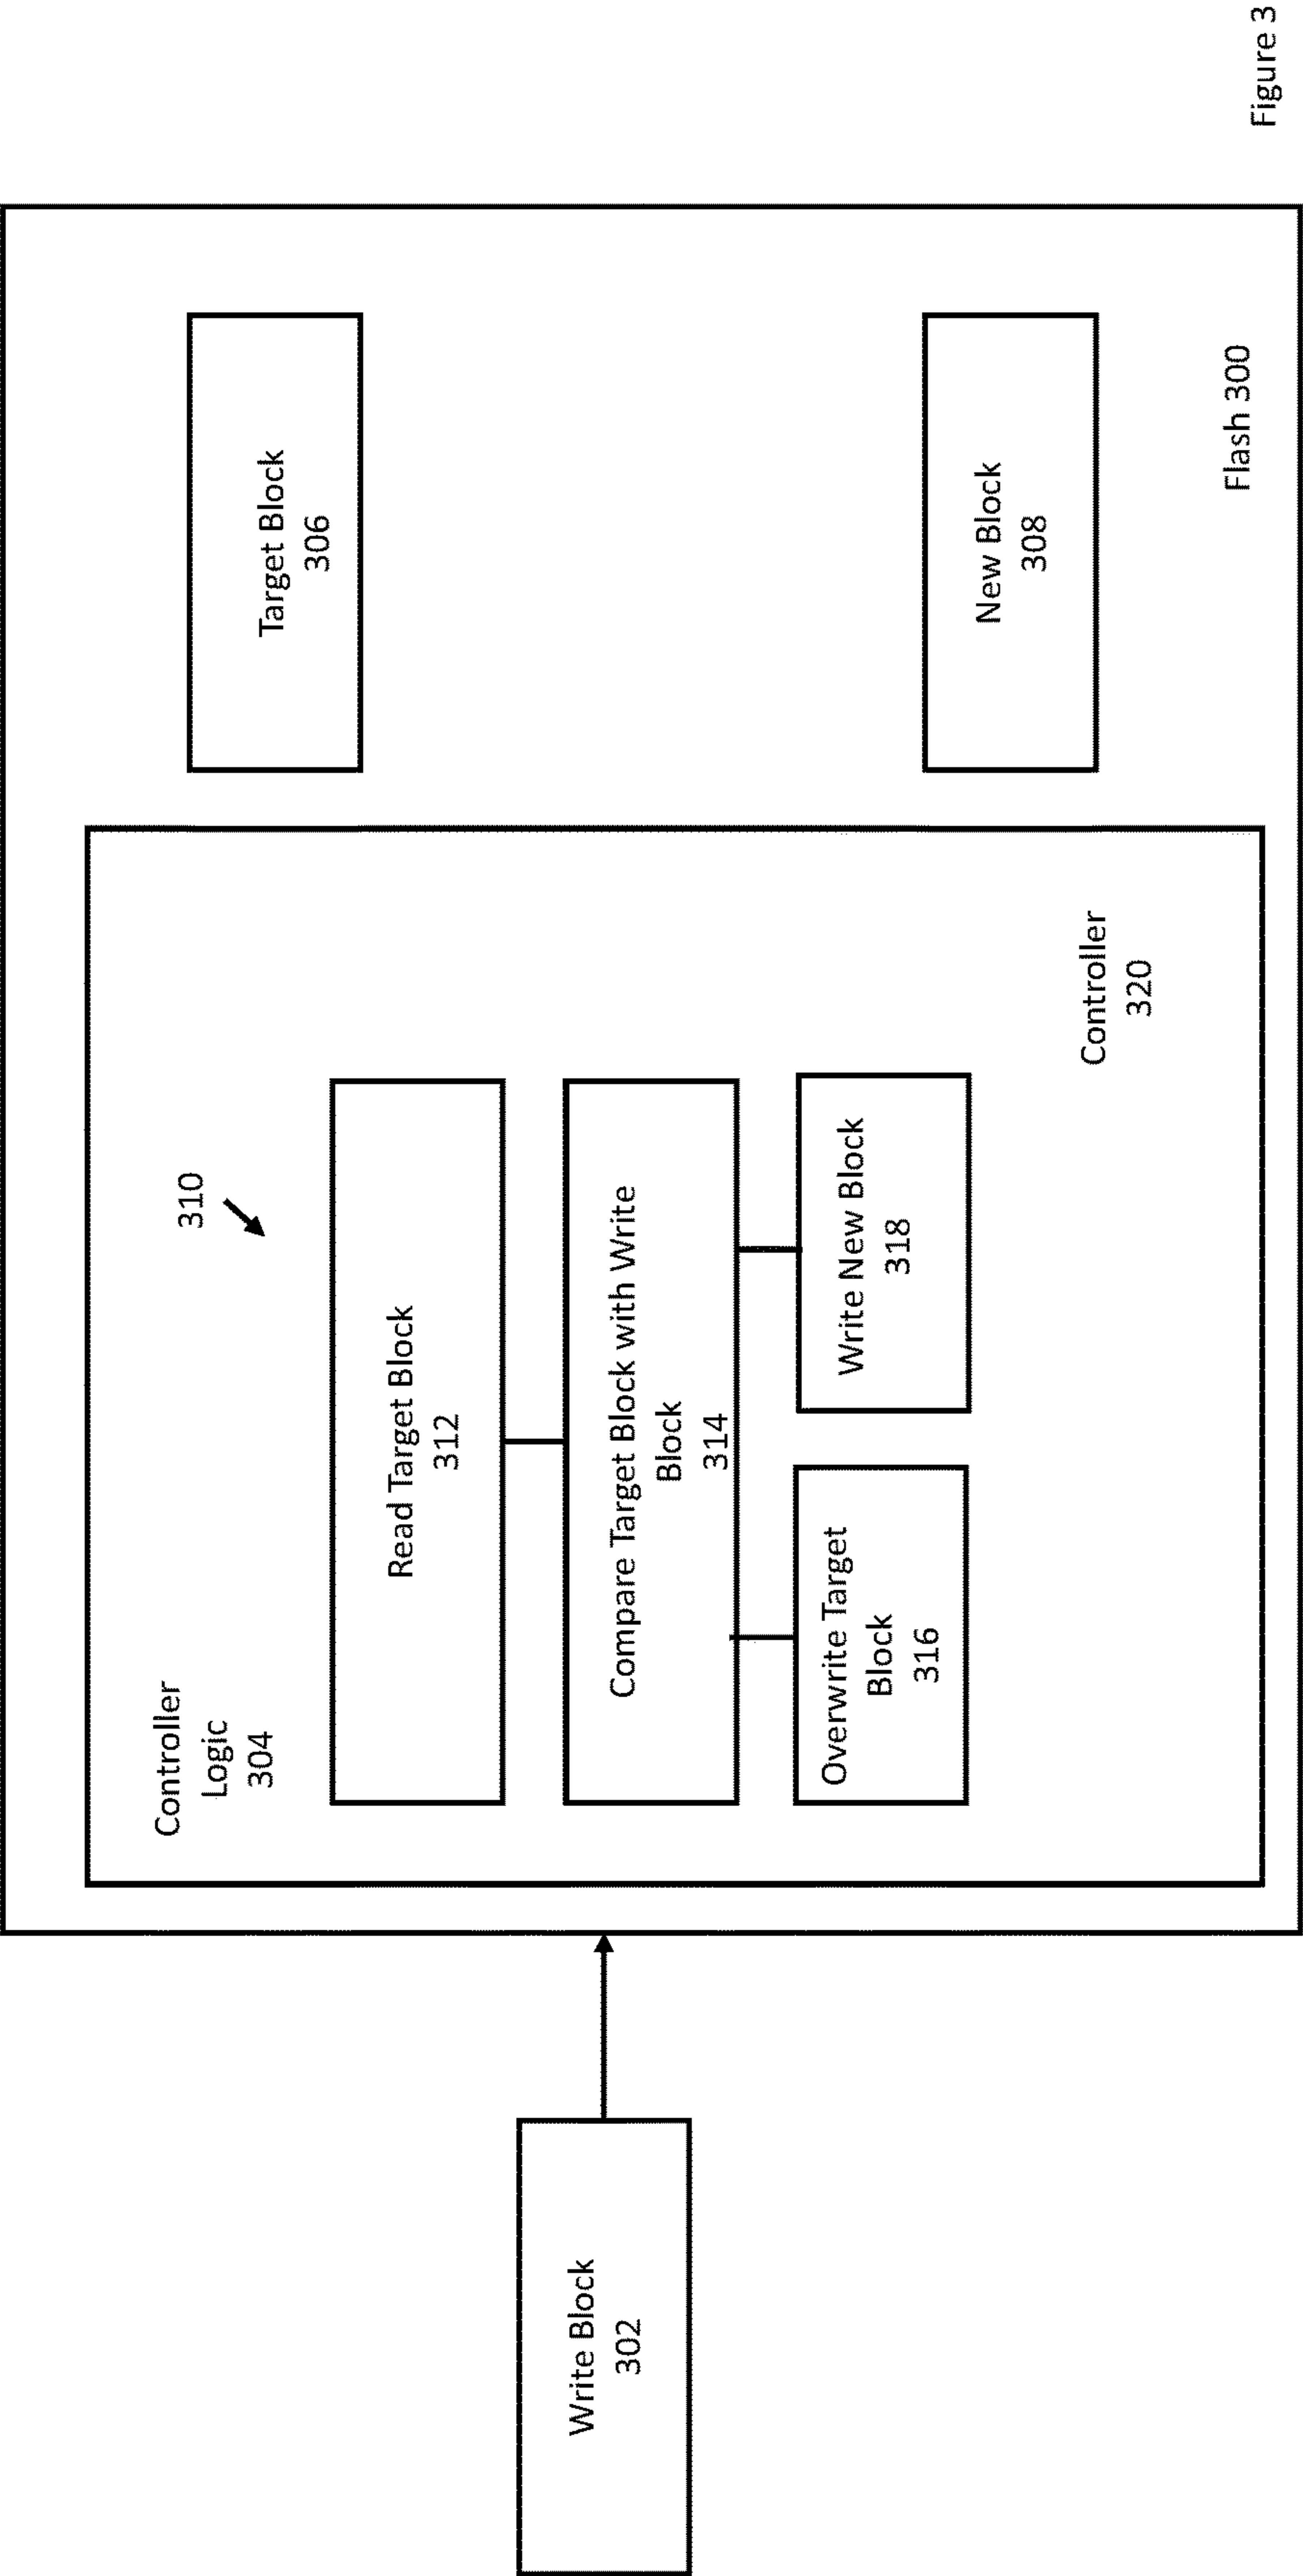 Write Block
302
Controller
Logic
304
310
Read Target Block
312
Compare Target Block with Write
Block
314
Overwrite Target
Block
316
Write New Block
318
Controller
320
Target Block
306
New Block
308
Flash 300
Figure 3